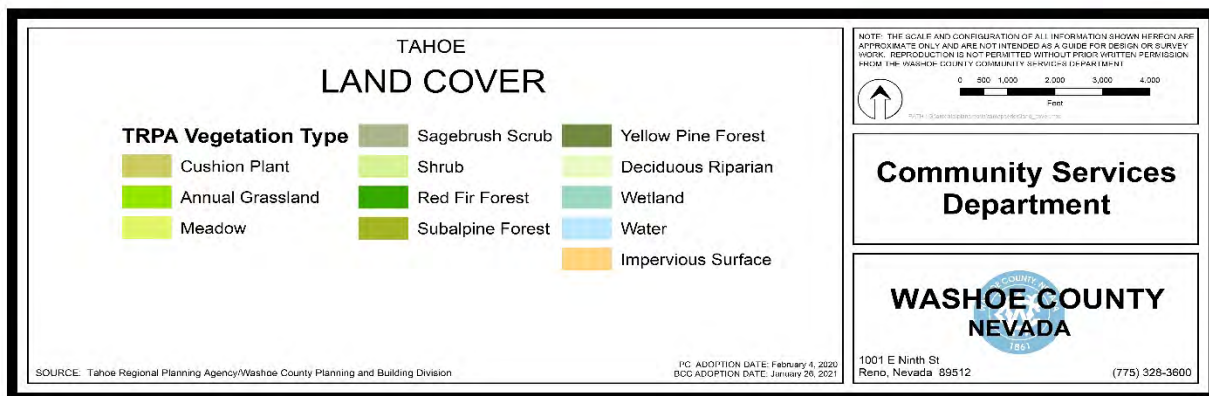 TAHOE
LAND COVER
TRPA Vegetation Type
Cushion Plant
Annual Grassland
Meadow
Sagebrush Scrub
Shrub
Red Fir Forest
Subalpine Forest
Yellow Pine Forest
Deciduous Riparian
Wetland
Water
Impervious Surface
SOURCE: Tahoe Regional Planning Agency/Washoe County Planning and Building Division
PC ADOPTION DATE: February 4, 2020
BCC ADOPTION DATE: January 26, 2021
NOTE: THE SCALE AND CONFIGURATION OF ALL INFORMATION SHOWN HEREON ARE
APPROXIMATE ONLY AND ARE NOT INTENDED AS A GUIDE FOR DESIGN OR SURVEY
WORK. REPRODUCTION IS NOT PERMITTED WITHOUT PRIOR WRITTEN PERMISSION
FROM THE WASHOE COUNTY COMMUNITY SERVICES DEPARTMENT
0 500 1,000 2,000 3,000 4,000
Feet
Community Services
Department
WASHOE COUNTY
NEVADA
1861
1001 E Ninth St
Reno, Nevada 89512 (775) 328-3600